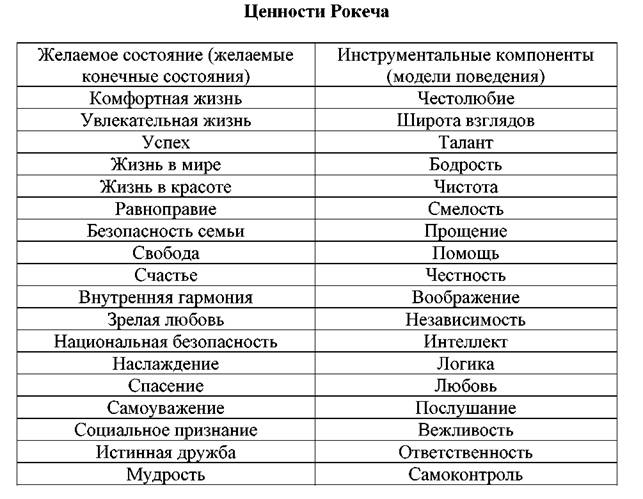 Ценности Рокеча
Желаемое состояние (желаемые конечные состояния) Инструментальные компоненты (модели поведения)
Комфортная жизнь Честолюбие
Увлекательная жизнь Широта взглядов
Успех Талант
Жизнь в мире Бодрость
Жизнь в красоте Чистота
Равноправие Смелость
Безопасность семьи Прощение
Свобода Помощь
Счастье Честность
Внутренняя гармония Воображение
Зрелая любовь Независимость
Национальная безопасность Интеллект
Наслаждение Логика
Спасение Любовь
Самоуважение Послушание
Социальное признание Вежливость
Истинная дружба Ответственность
Мудрость Самоконтроль